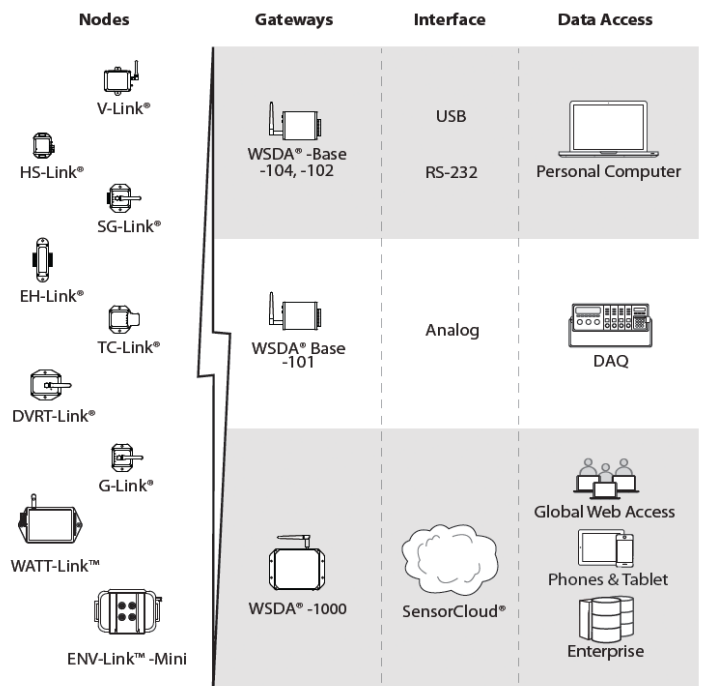 Nodes
Gateways
Interface
Data Access
V-Link®
HS-Link®
SG-Link®
EH-Link®
TC-Link®
DVRT-Link®
G-Link®
WATT-Link™
ENV-Link™ -Mini
WSDA® -Base
-104, -102
USB
RS-232
Personal Computer
WSDA® Base
-101
Analog
DAQ
WSDA® -1000
SensorCloud®
Global Web Access
Phones & Tablet
Enterprise